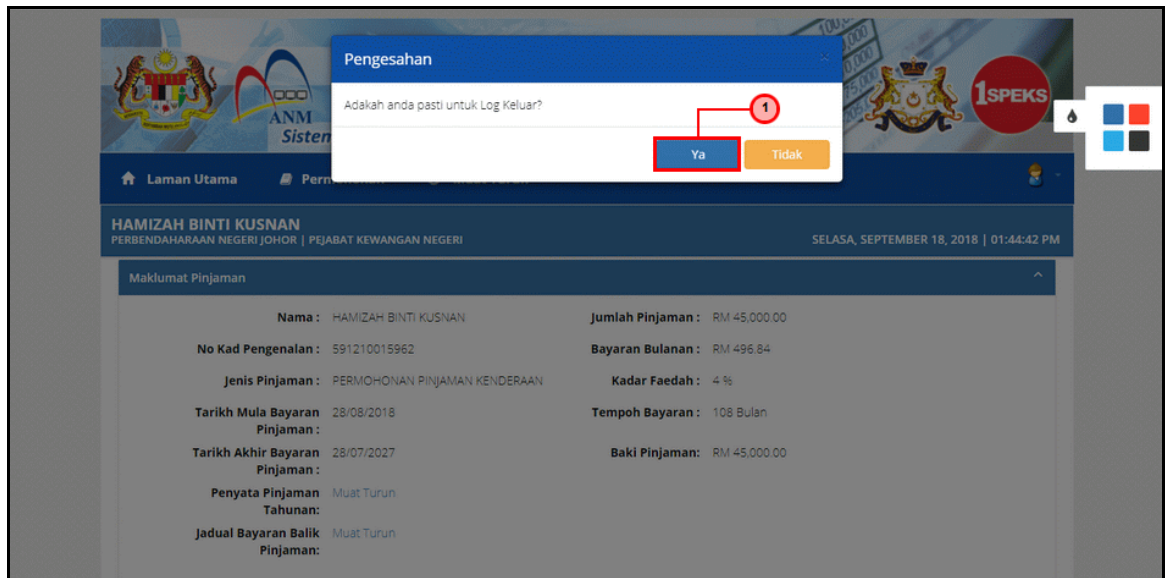 Pengesahan
×
Adakah anda pasti untuk Log Keluar?
1
Ya
Tidak
ANM
Sistem
1SPEKS
Laman Utama
HAMIZAH BINTI KUSNAN
PERBENDAHARAAN NEGERI JOHOR | PEJABAT KEWANGAN NEGERI
SELASA, SEPTEMBER 18, 2018 | 01:44:42 PM
Maklumat Pinjaman
Nama : HAMIZAH BINTI KUSNAN
Jumlah Pinjaman : RM 45,000.00
No Kad Pengenalan : 591210015962
Bayaran Bulanan : RM 496.84
Jenis Pinjaman : PERMOHONAN PINJAMAN KENDERAAN
Kadar Faedah : 4 %
Tarikh Mula Bayaran Pinjaman : 28/08/2018
Tempoh Bayaran : 108 Bulan
Tarikh Akhir Bayaran Pinjaman : 28/07/2027
Baki Pinjaman: RM 45,000.00
Penyata Pinjaman Tahunan: Muat Turun
Jadual Bayaran Balik Pinjaman: Muat Turun